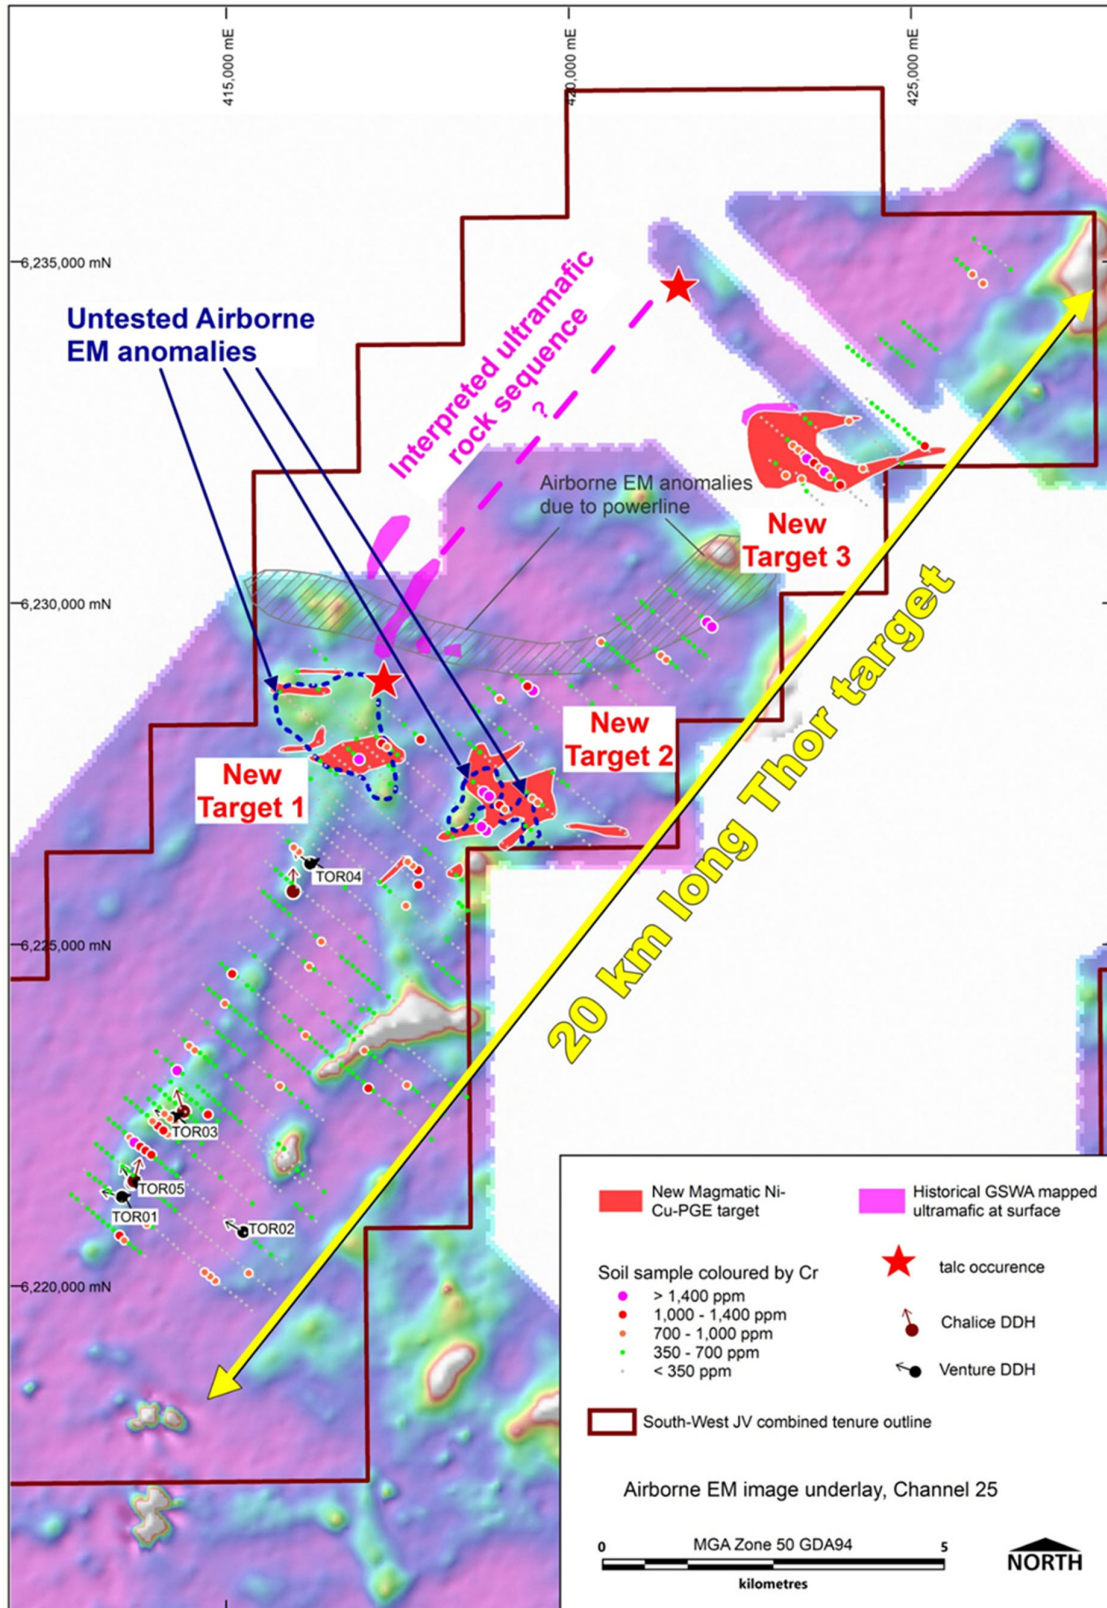 415,000 mE
420,000 mE
425,000 mE
6,235,000 mN
Untested Airborne
EM anomalies
Interpreted ultramafic
rock sequence
?
Airborne EM anomalies
due to powerline
New
Target 3
6,230,000 mN
New
Target 2
New
Target 1
20 km long Thor target
TOR04
6,225,000 mN
TOR03
TOR05
TOR01
TOR02
6,220,000 mN
New Magmatic Ni-
Cu-PGE target
Historical GSWA mapped
ultramafic at surface
Soil sample coloured by Cr
> 1,400 ppm
1,000 - 1,400 ppm
700 - 1,000 ppm
350 - 700 ppm
< 350 ppm
talc occurence
Chalice DDH
Venture DDH
South-West JV combined tenure outline
Airborne EM image underlay, Channel 25
0 MGA Zone 50 GDA94 5
kilometres
NORTH